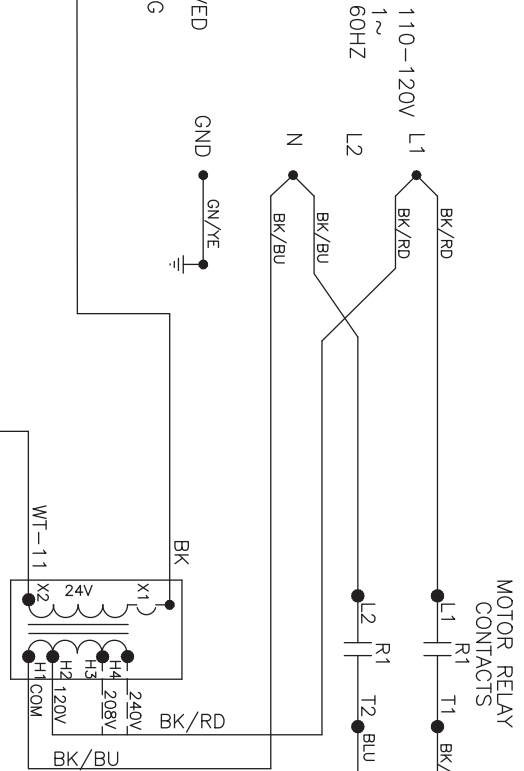 110-120V
1~
60HZ
L1
L2
N
GND
GN/YE
BK/RD
BK/RD
BK/BU
BK/BU
MOTOR RELAY
CONTACTS
L1
R1
T1
L2
R1
T2
BLU
BK/
BK
WT-11
X2
24V
X1
H1
H2
H3
H4
COM
120V
208V
240V
BK/RD
BK/BU